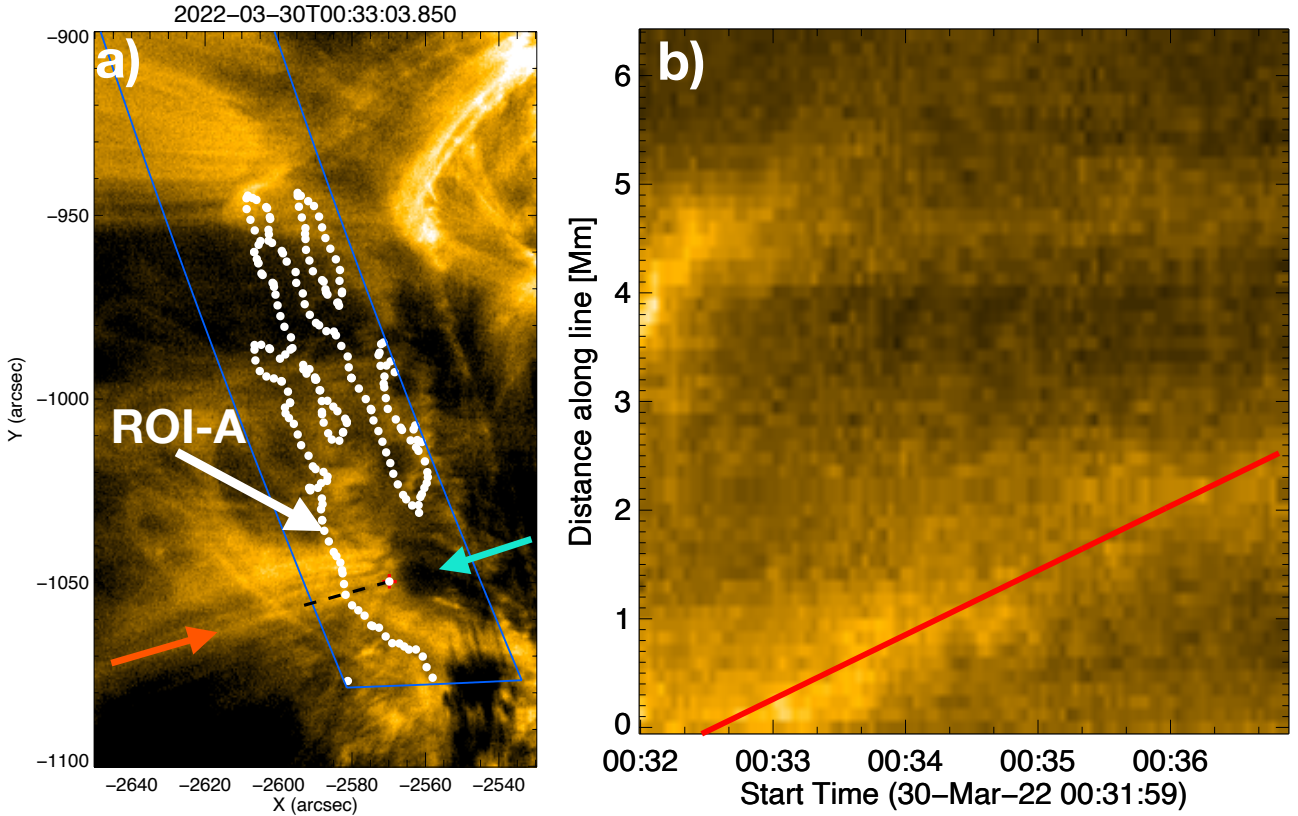 2022−03−30T00:33:03.850
a)
−900
−950
−1000
−1050
−1100
Y (arcsec)
ROI-A
−2640 −2620 −2600 −2580 −2560 −2540
X (arcsec)
b)
6
5
4
3
2
1
0
Distance along line [Mm]
00:32 00:33 00:34 00:35 00:36
Start Time (30−Mar−22 00:31:59)